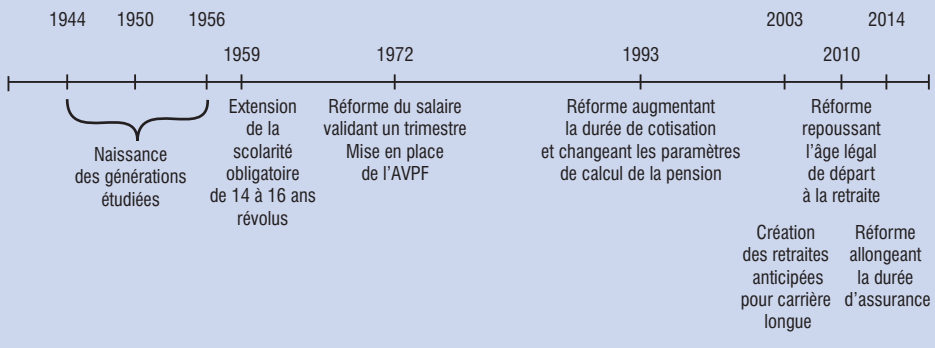 1944 1950 1956 2003 2014
1959 1972 1993 2010
Naissance
des générations
étudiées
Extension
de la
scolarité
obligatoire
de 14 à 16 ans
révolus
Réforme du salaire
validant un trimestre
Mise en place
de l'AVPF
Réforme augmentant
la durée de cotisation
et changeant les paramètres
de calcul de la pension
Réforme
repoussant
l'âge légal
de départ
à la retraite
Création
des retraites
anticipées
pour carrière
longue
Réforme
allongeant
la durée
d'assurance